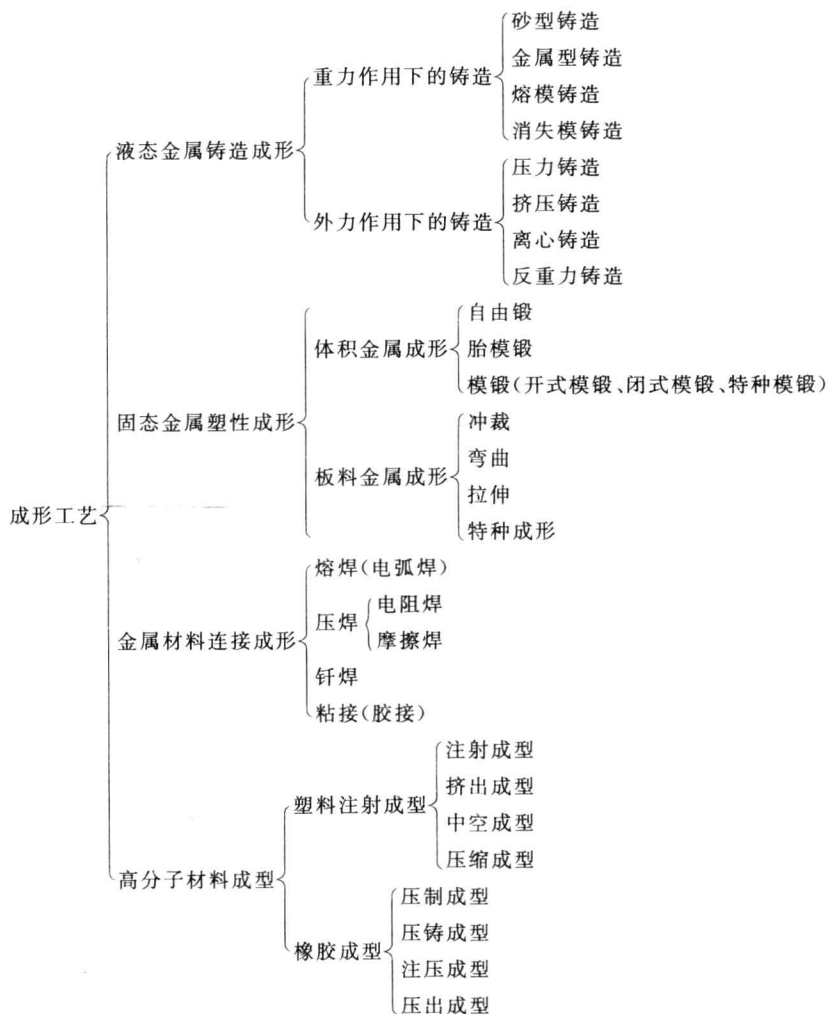 成形工艺
液态金属铸造成形
重力作用下的铸造
砂型铸造
金属型铸造
熔模铸造
消失模铸造
外力作用下的铸造
压力铸造
挤压铸造
离心铸造
反重力铸造
固态金属塑性成形
体积金属成形
自由锻
胎模锻
模锻(开式模锻、闭式模锻、特种模锻)
板料金属成形
冲裁
弯曲
拉伸
特种成形
金属材料连接成形
熔焊(电弧焊)
压焊
电阻焊
摩擦焊
钎焊
粘接(胶接)
高分子材料成型
塑料注射成型
注射成型
挤出成型
中空成型
压缩成型
橡胶成型
压制成型
压铸成型
注压成型
压出成型